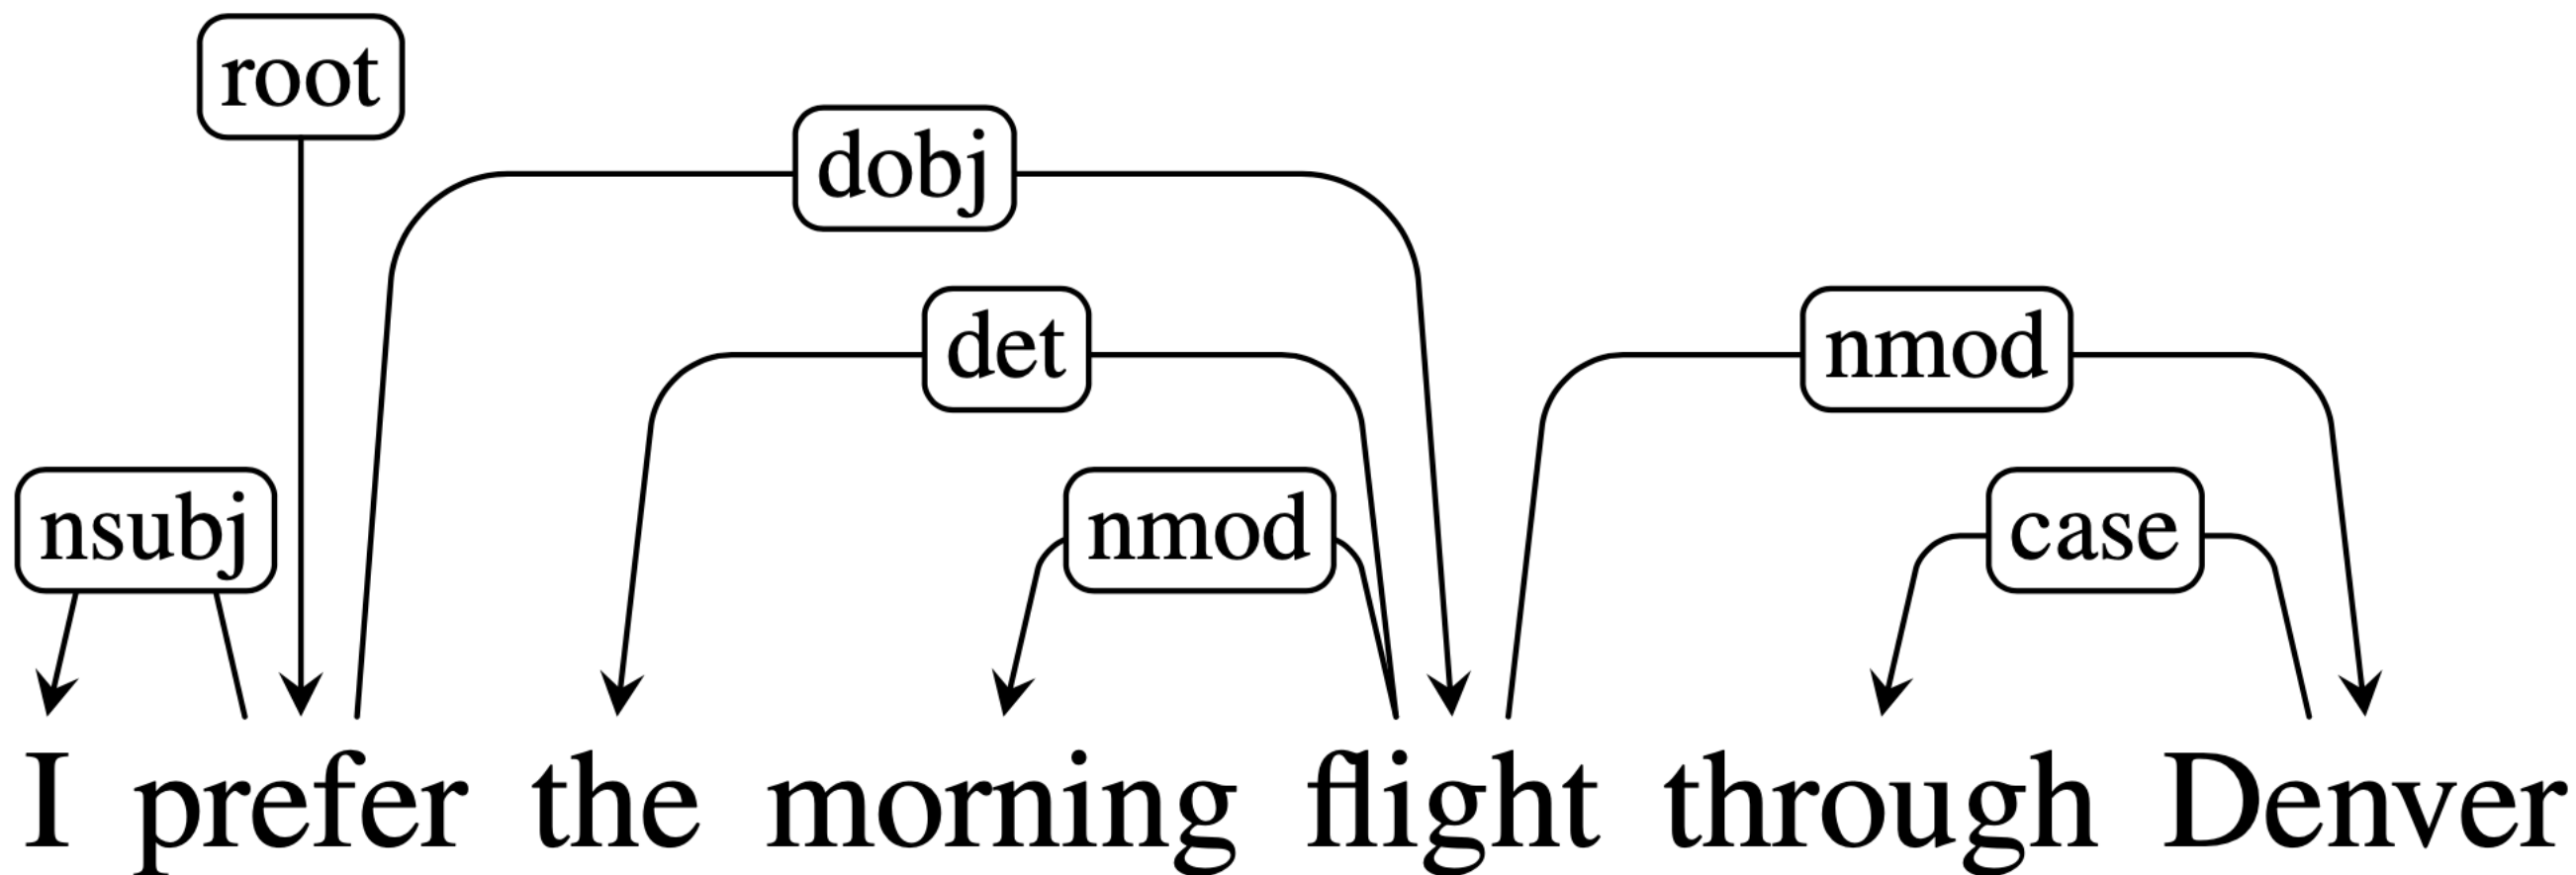 root
dobj
det nmod
nsubj nmod case
I prefer the morning flight through Denver